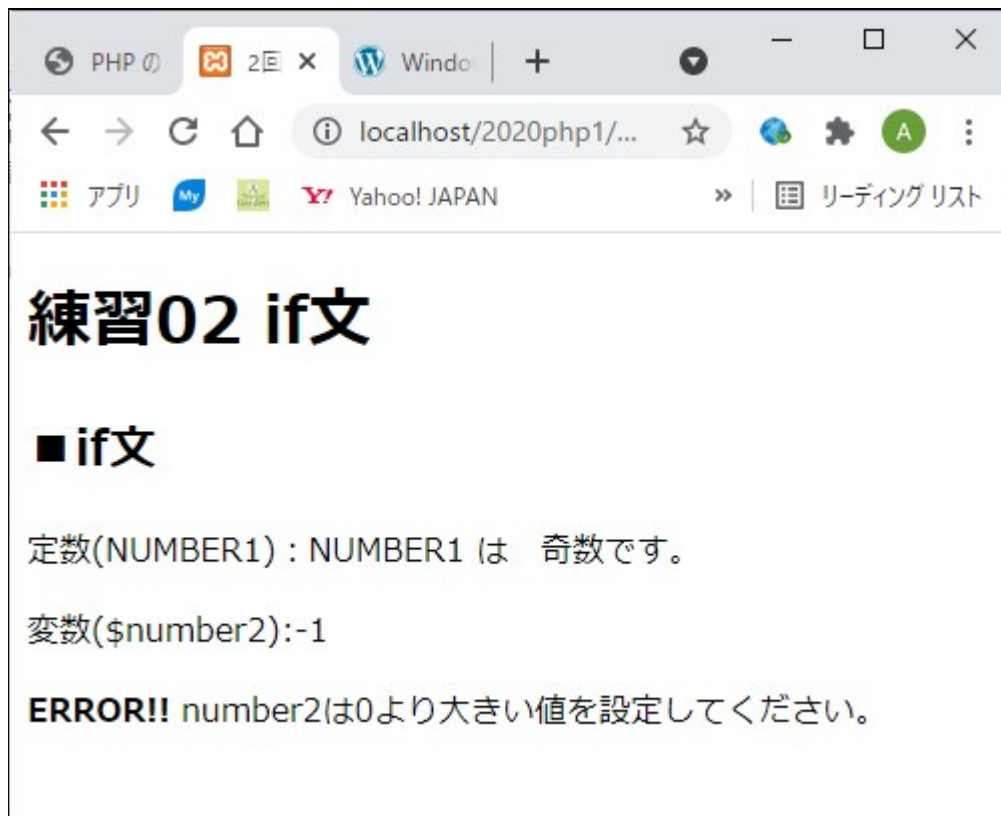 PHP の
2回
Windo
localhost/2020php1/...
A
アプリ
My
Y! Yahoo! JAPAN
»
リーディング リスト
練習02 if文
■if文
定数(NUMBER1) : NUMBER1 は　奇数です。
変数($number2):-1
ERROR!! number2は0より大きい値を設定してください。